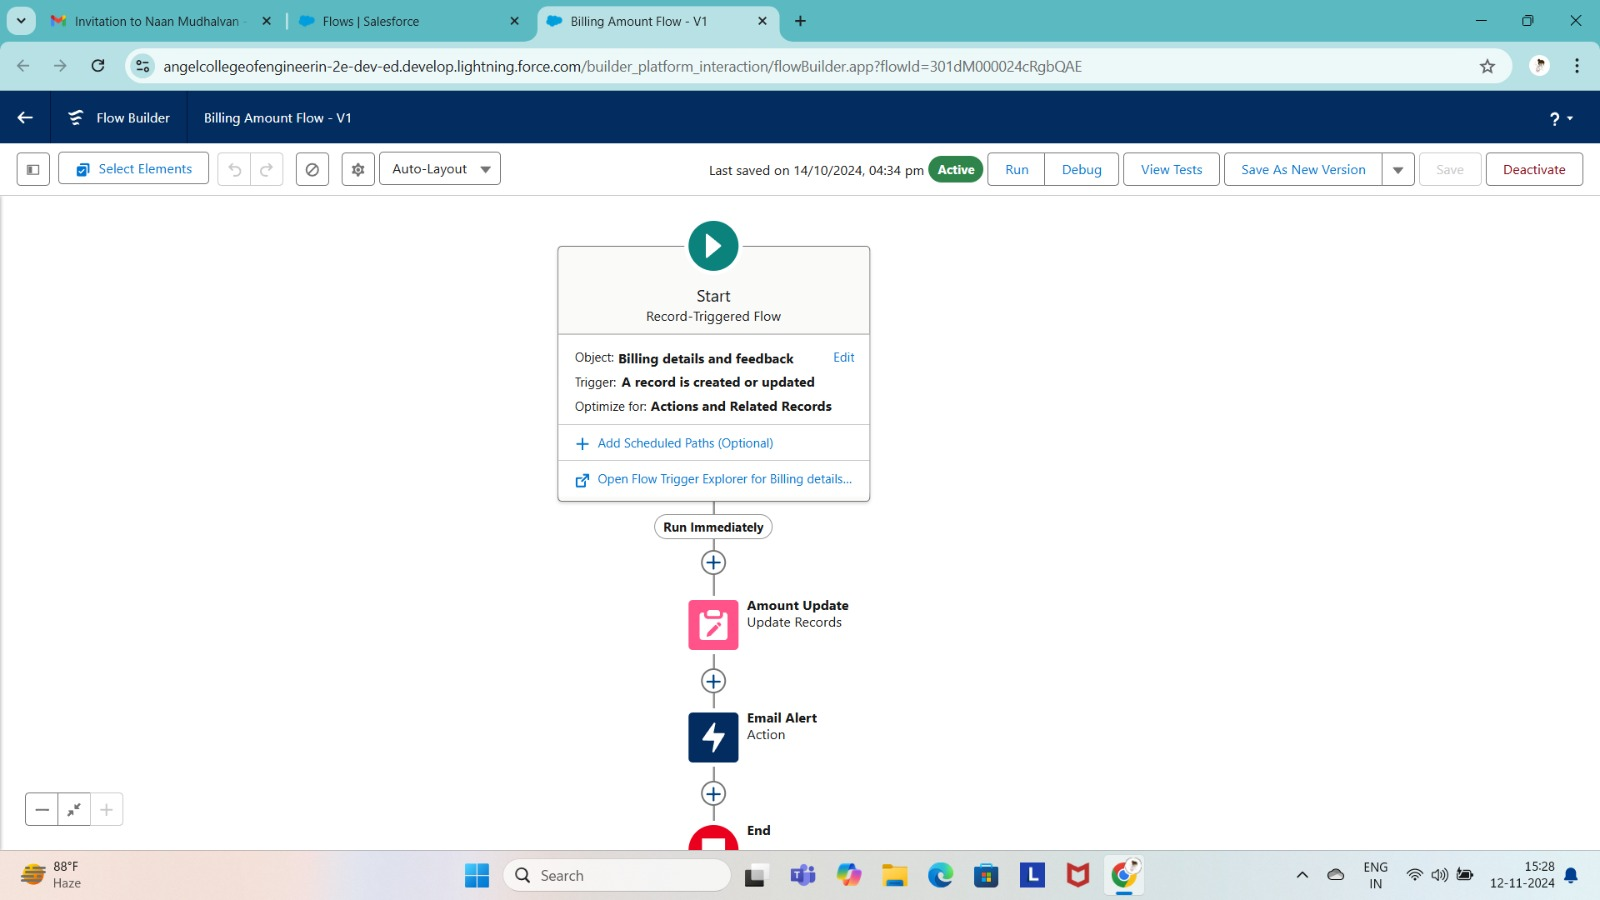 Invitation to Naan Mudhalvan
Flows | Salesforce
Billing Amount Flow - V1
angelcollegeofengineerin-2e-dev-ed.develop.lightning.force.com/builder_platform_interaction/flowBuilder.app?flowId=301dM000024cRgbQAE
Flow Builder
Billing Amount Flow - V1
?
Select Elements
Auto-Layout
Last saved on 14/10/2024, 04:34 pm
Active
Run
Debug
View Tests
Save As New Version
Save
Deactivate
Start
Record-Triggered Flow
Object: Billing details and feedback
Edit
Trigger: A record is created or updated
Optimize for: Actions and Related Records
+ Add Scheduled Paths (Optional)
Open Flow Trigger Explorer for Billing details...
Run Immediately
Amount Update
Update Records
Email Alert
Action
End
88°F
Haze
Search
L
ENG
IN
15:28
12-11-2024